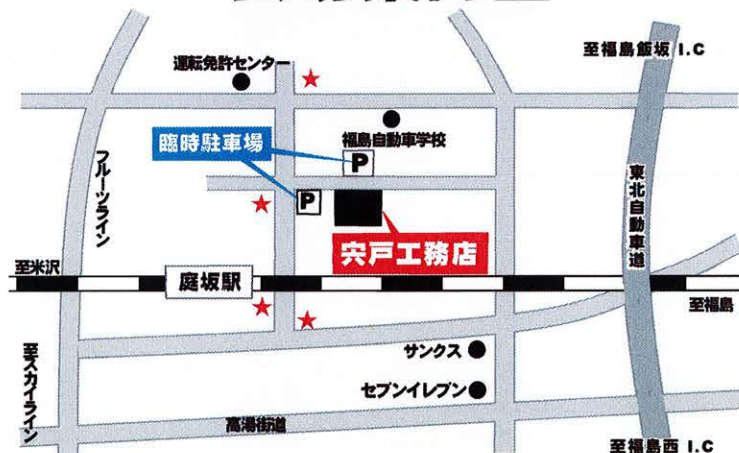 至福島飯坂 I.C
運転免許センター
福島自動車学校
臨時駐車場
P
P
フルーツライン
東北自動車道
宍戸工務店
至米沢
庭坂駅
至福島
サンクス
至スカイライン
セブンイレブン
高湯街道
至福島西 I.C